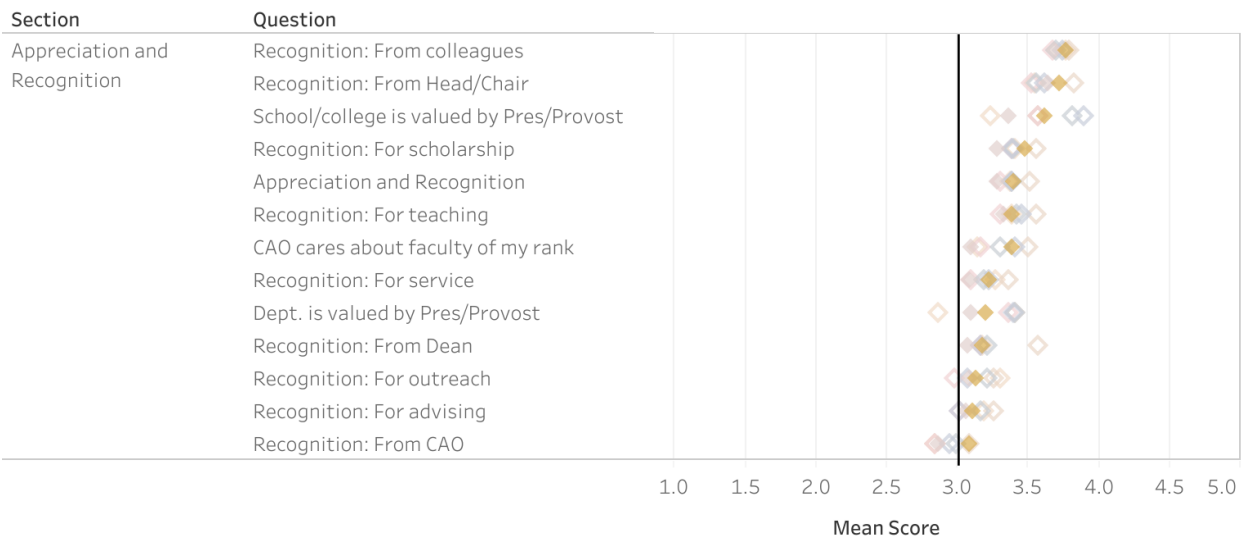 Section Question
Appreciation and Recognition: From colleagues
Recognition Recognition: From Head/Chair
School/college is valued by Pres/Provost
Recognition: For scholarship
Appreciation and Recognition
Recognition: For teaching
CAO cares about faculty of my rank
Recognition: For service
Dept. is valued by Pres/Provost
Recognition: From Dean
Recognition: For outreach
Recognition: For advising
Recognition: From CAO
1.0 1.5 2.0 2.5 3.0 3.5 4.0 4.5 5.0
Mean Score